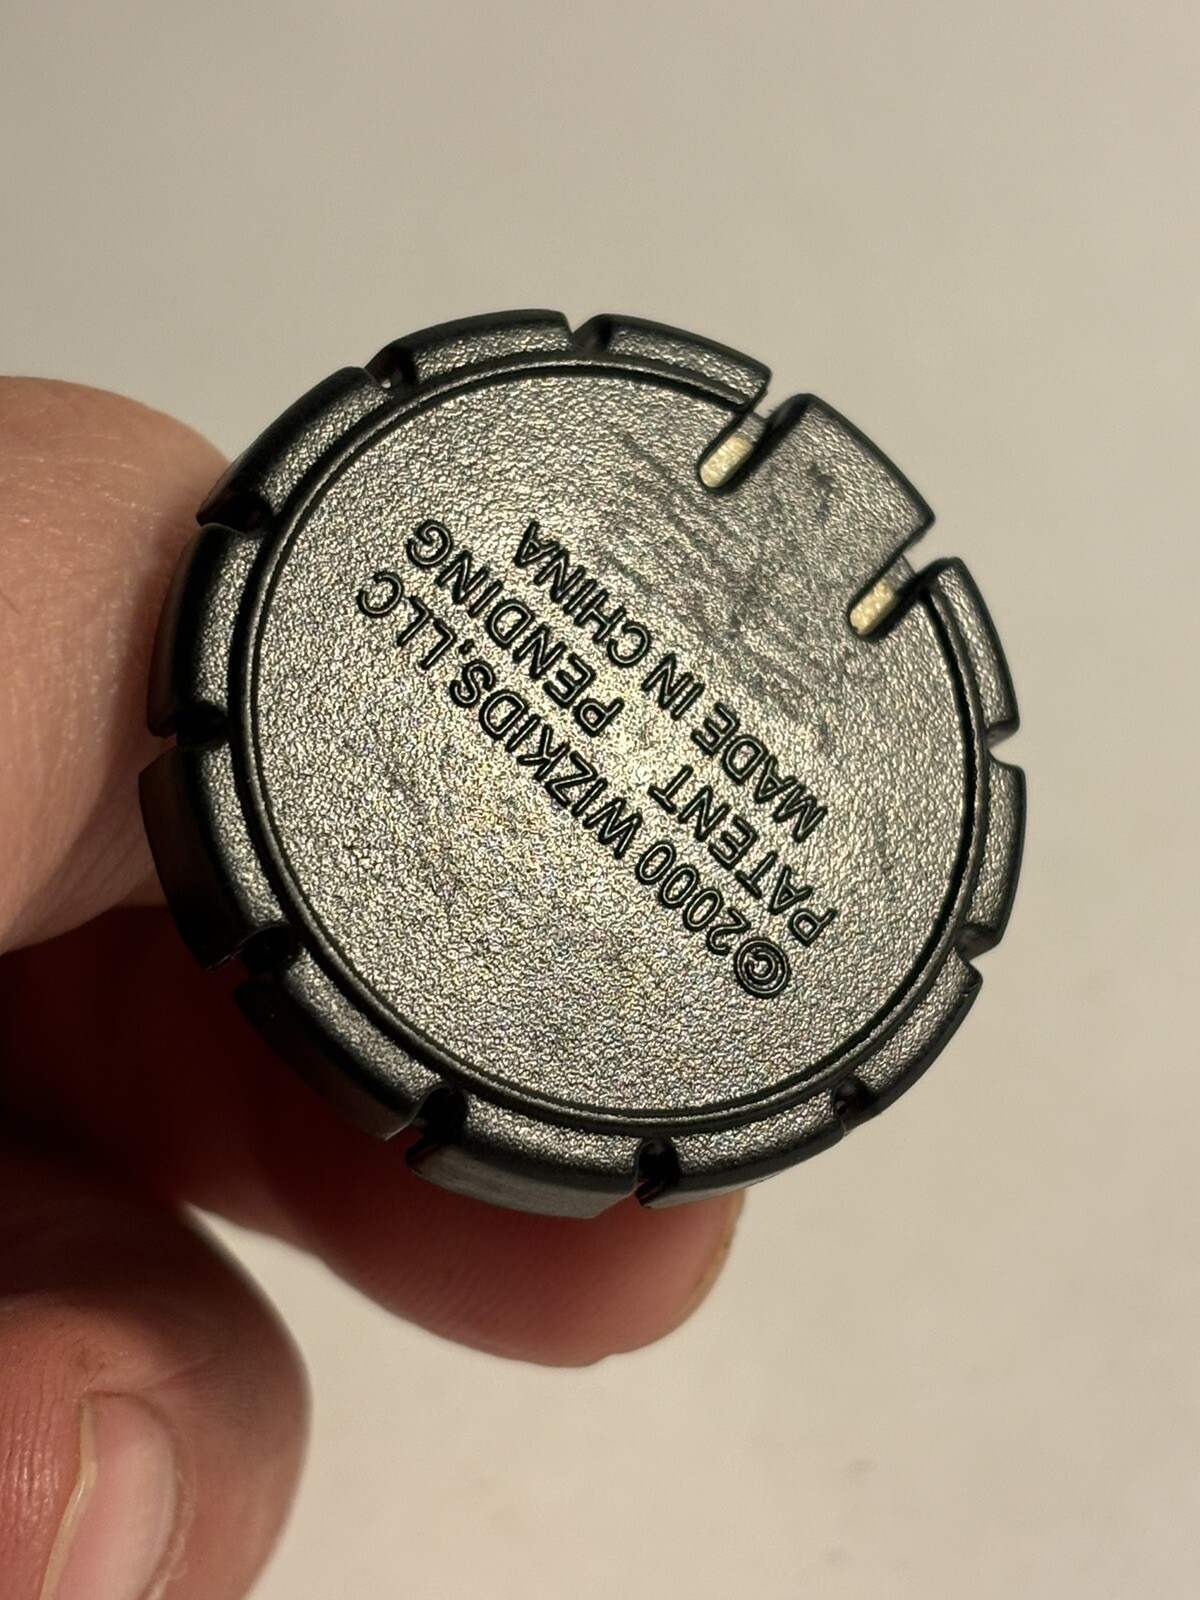 ©2000 WIZKIDS, LLC
PATENT PENDING
MADE IN CHINA